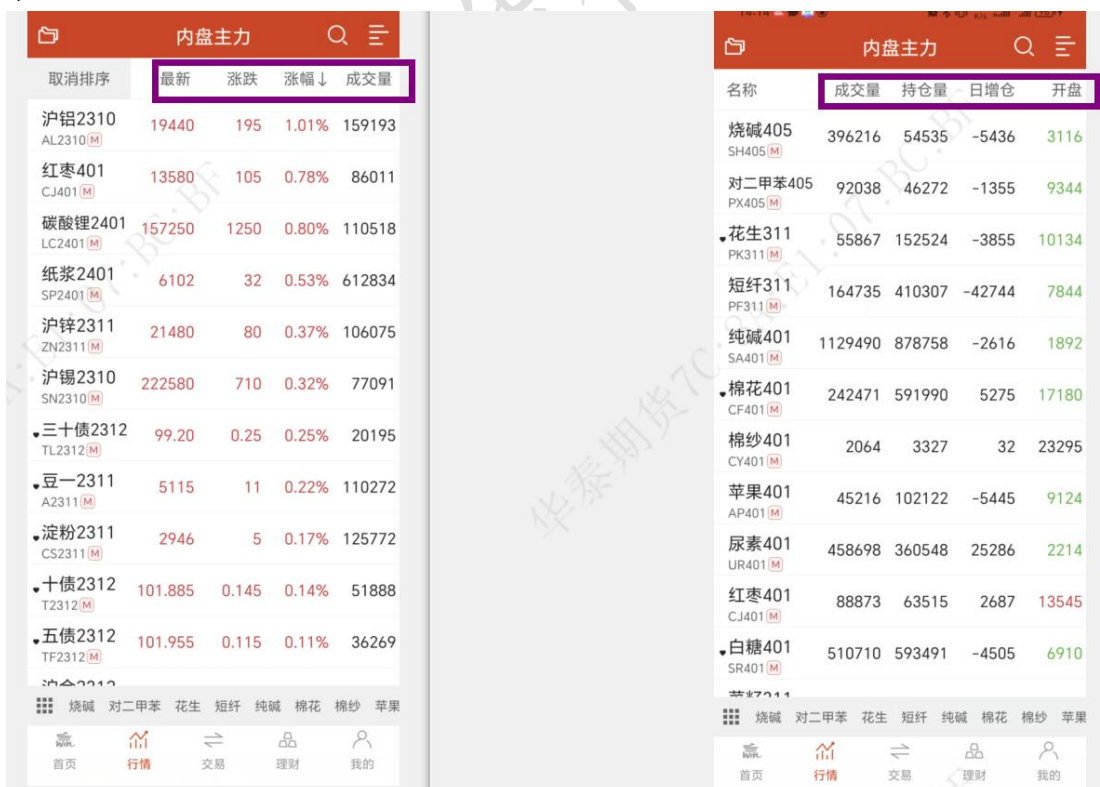 内盘主力
取消排序 最新 涨跌 涨幅↓ 成交量
沪铝2310 19440 195 1.01% 159193
AL2310 M
红枣401 13580 105 0.78% 86011
CJ401 M
碳酸锂2401 157250 1250 0.80% 110518
LC2401 M
纸浆2401 6102 32 0.53% 612834
SP2401 M
沪锌2311 21480 80 0.37% 106075
ZN2311 M
沪锡2310 222580 710 0.32% 77091
SN2310 M
三十债2312 99.20 0.25 0.25% 20195
TL2312 M
豆一2311 5115 11 0.22% 110272
A2311 M
淀粉2311 2946 5 0.17% 125772
CS2311 M
十债2312 101.885 0.145 0.14% 51888
T2312 M
五债2312 101.955 0.115 0.11% 36269
TF2312 M
烧碱 对二甲苯 花生 短纤 纯碱 棉花 棉纱 苹果
首页 行情 交易 理财 我的
14:14
内盘主力
名称 成交量 持仓量 日增仓 开盘
烧碱405 396216 54535 -5436 3116
SH405 M
对二甲苯405 92038 46272 -1355 9344
PX405 M
花生311 55867 152524 -3855 10134
PK311 M
短纤311 164735 410307 -42744 7844
PF311 M
纯碱401 1129490 878758 -2616 1892
SA401 M
棉花401 242471 591990 5275 17180
CF401 M
棉纱401 2064 3327 32 23295
CY401 M
苹果401 45216 102122 -5445 9124
AP401 M
尿素401 458698 360548 25286 2214
UR401 M
红枣401 88873 63515 2687 13545
CJ401 M
白糖401 510710 593491 -4505 6910
SR401 M
烧碱 对二甲苯 花生 短纤 纯碱 棉花 棉纱 苹果
首页 行情 交易 理财 我的
华泰期货7C:8A:E1:07:BC:BF